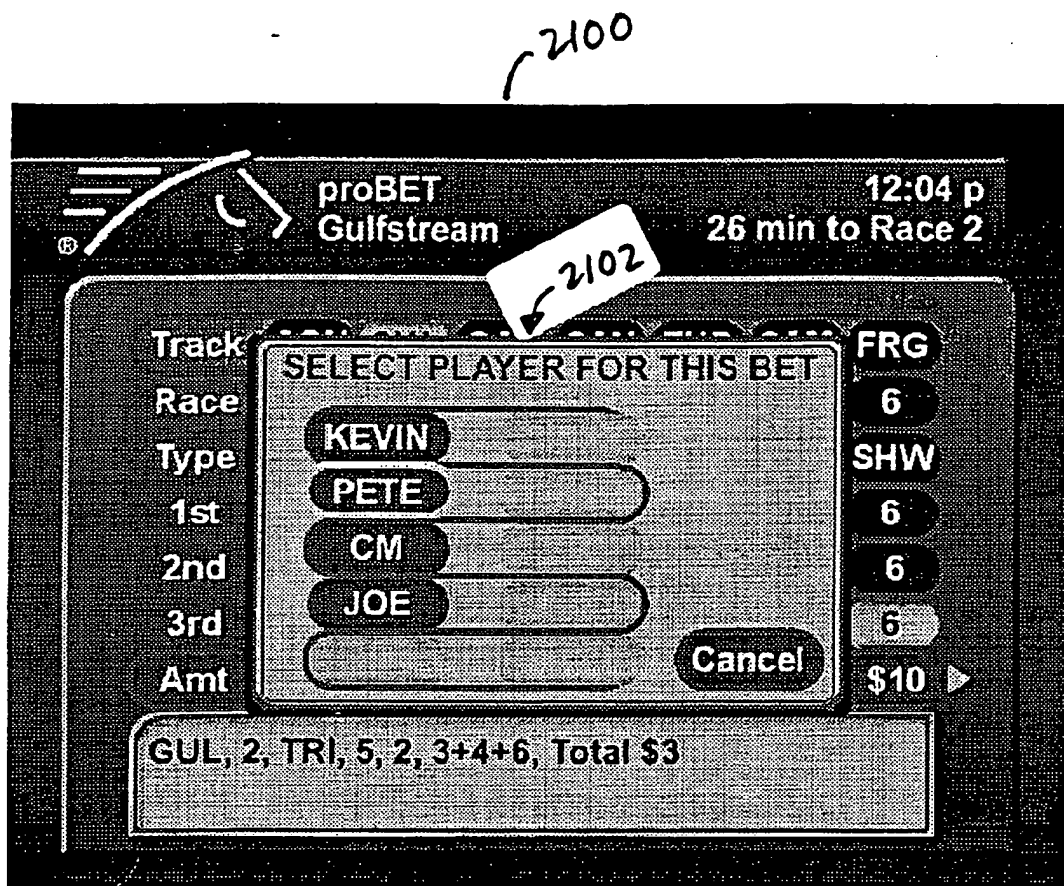 2100
proBET
12:04 p
Gulfstream
26 min to Race 2
®
2102
Track
FRG
SELECT PLAYER FOR THIS BET
Race
6
KEVIN
Type
SHW
PETE
1st
6
CM
2nd
6
JOE
3rd
6
Cancel
Amt
$10
GUL, 2, TRI, 5, 2, 3+4+6, Total $3